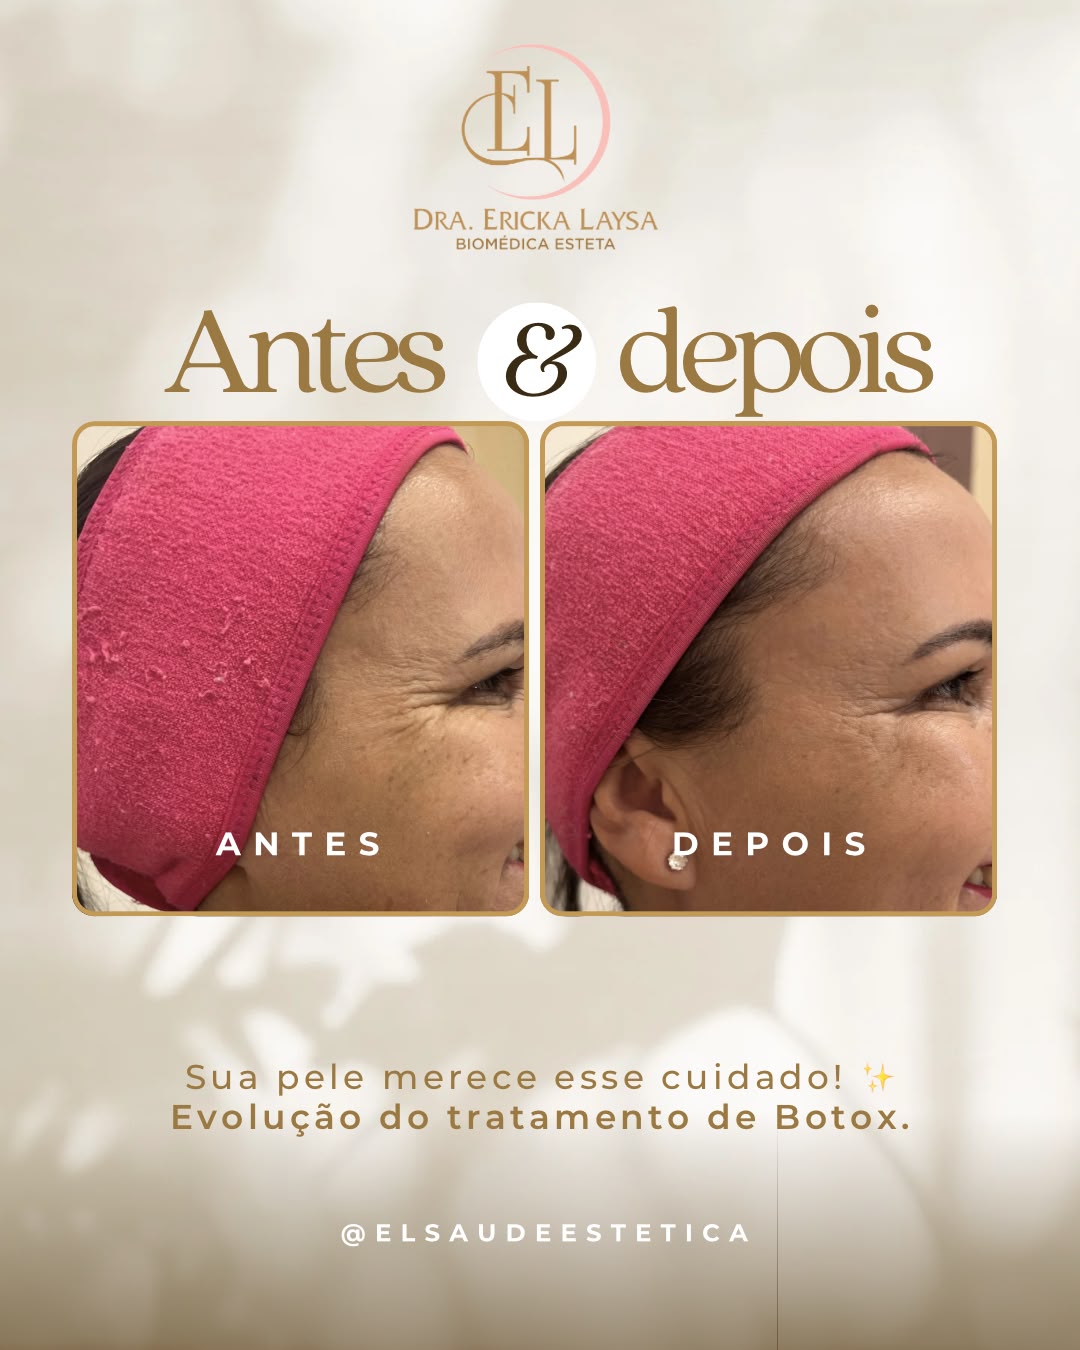 EL
DRA. ERICKA LAYSA
BIOMÉDICA ESTETA
Antes & depois
ANTES
DEPOIS
Sua pele merece esse cuidado! ✨
Evolução do tratamento de Botox.
@ELSAUDEESTETICA